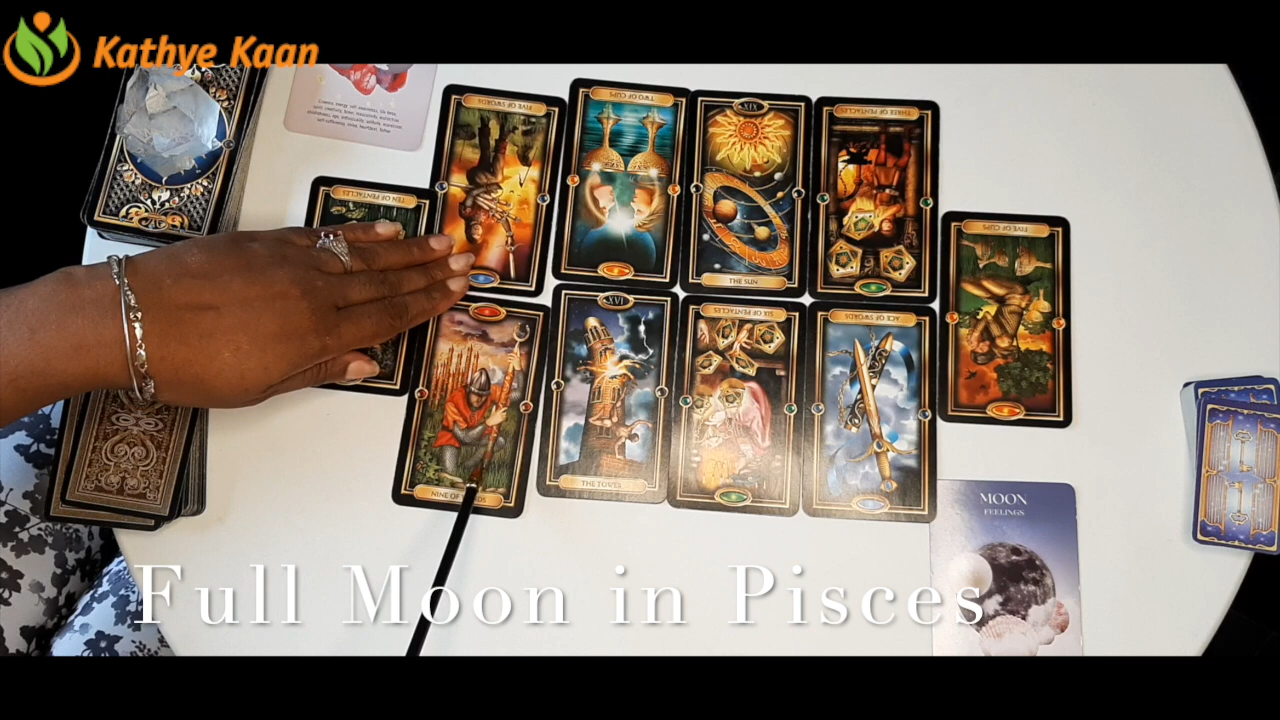 Kathye Kaan
FIVE OF SWORDS
TWO OF CUPS
XIX
THE SUN
THREE OF PENTACLES
TEN OF PENTACLES
FIVE OF CUPS
NINE OF
XVI
THE TOWER
SIX OF PENTACLES
ACE OF SWORDS
MOON
FEELINGS
Full Moon in Pisces